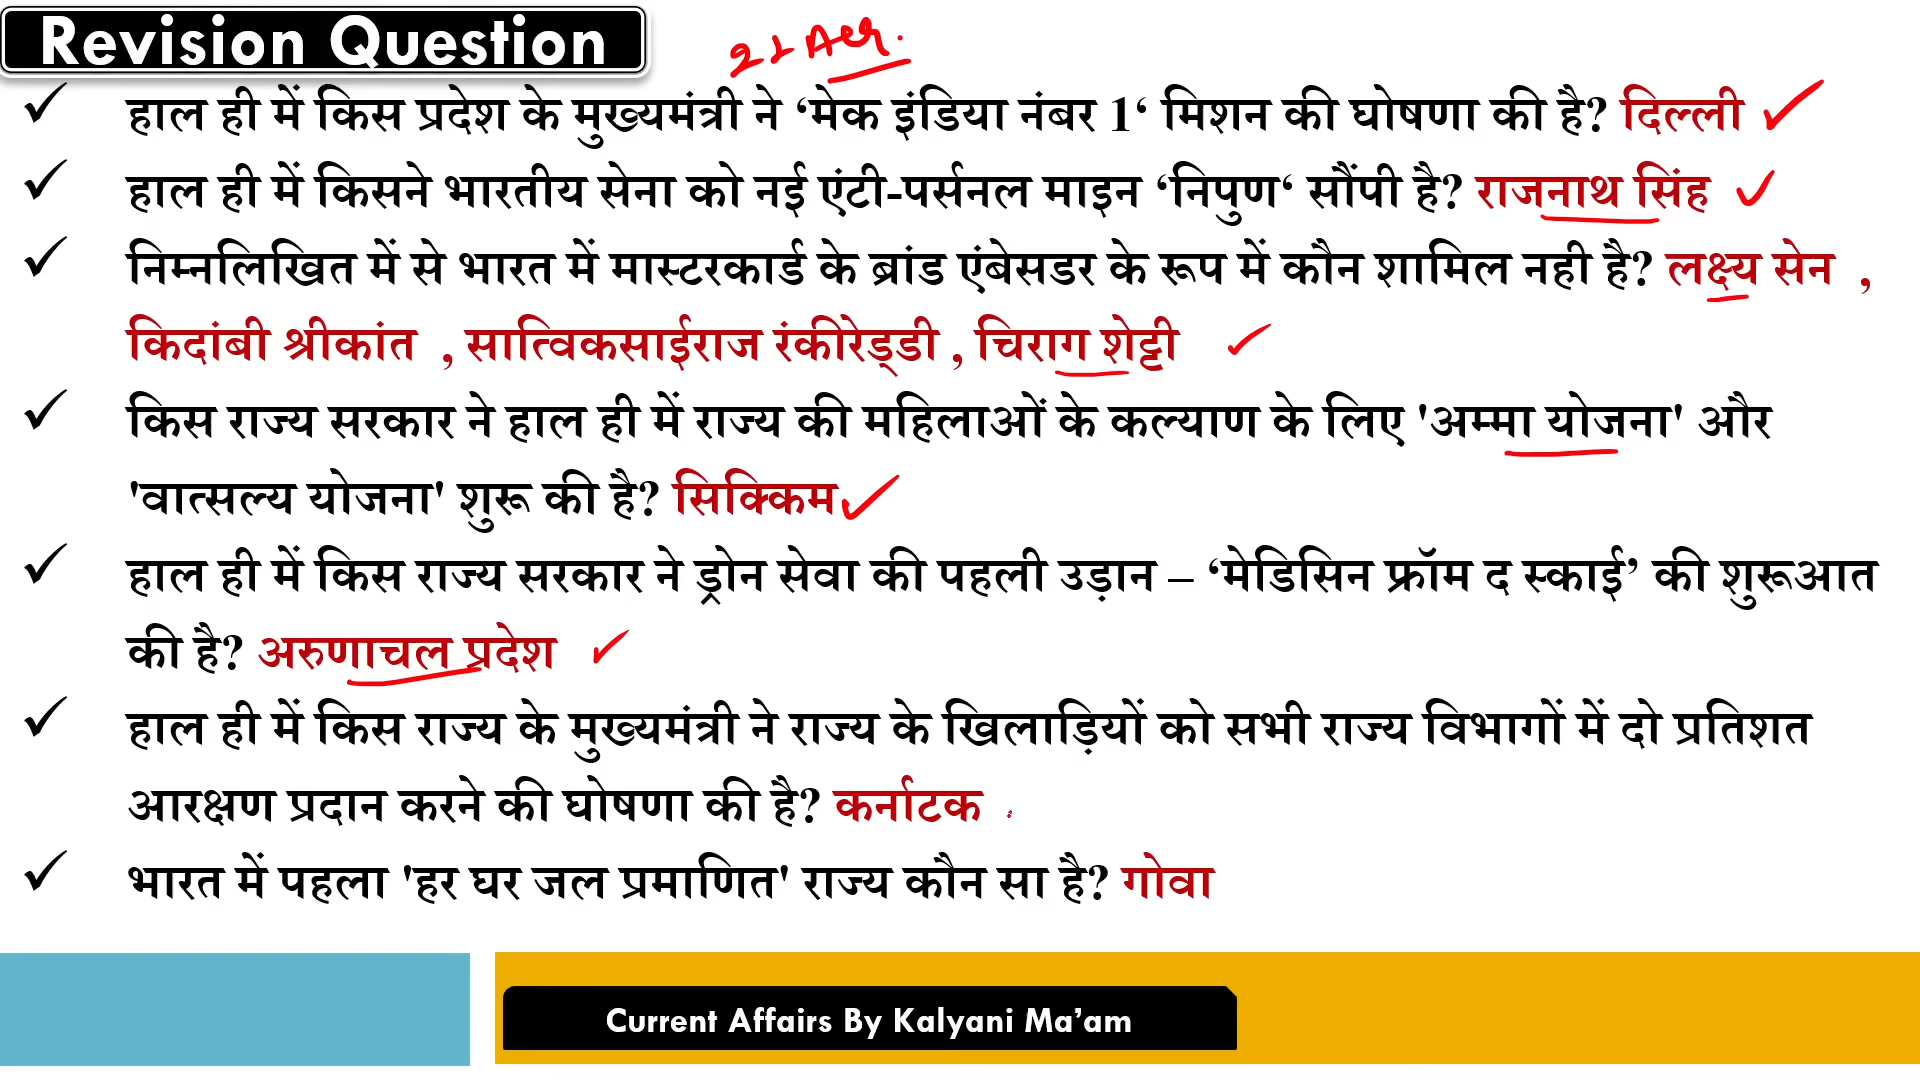 Revision Question
✓ हाल ही में किस प्रदेश के मुख्यमंत्री ने ‘मेक इंडिया नंबर 1‘ मिशन की घोषणा की है? दिल्ली
✓ हाल ही में किसने भारतीय सेना को नई एंटी-पर्सनल माइन ‘निपुण‘ सौंपी है? राजनाथ सिंह
✓ निम्नलिखित में से भारत में मास्टरकार्ड के ब्रांड एंबेसडर के रूप में कौन शामिल नही है? लक्ष्य सेन ,
किदांबी श्रीकांत , सात्विकसाईराज रंकीरेड्डी , चिराग शेट्टी
✓ किस राज्य सरकार ने हाल ही में राज्य की महिलाओं के कल्याण के लिए 'अम्मा योजना' और
'वात्सल्य योजना' शुरू की है? सिक्किम
✓ हाल ही में किस राज्य सरकार ने ड्रोन सेवा की पहली उड़ान – ‘मेडिसिन फ्रॉम द स्काई’ की शुरूआत
की है? अरुणाचल प्रदेश
✓ हाल ही में किस राज्य के मुख्यमंत्री ने राज्य के खिलाड़ियों को सभी राज्य विभागों में दो प्रतिशत
आरक्षण प्रदान करने की घोषणा की है? कर्नाटक
✓ भारत में पहला 'हर घर जल प्रमाणित' राज्य कौन सा है? गोवा
Current Affairs By Kalyani Ma’am